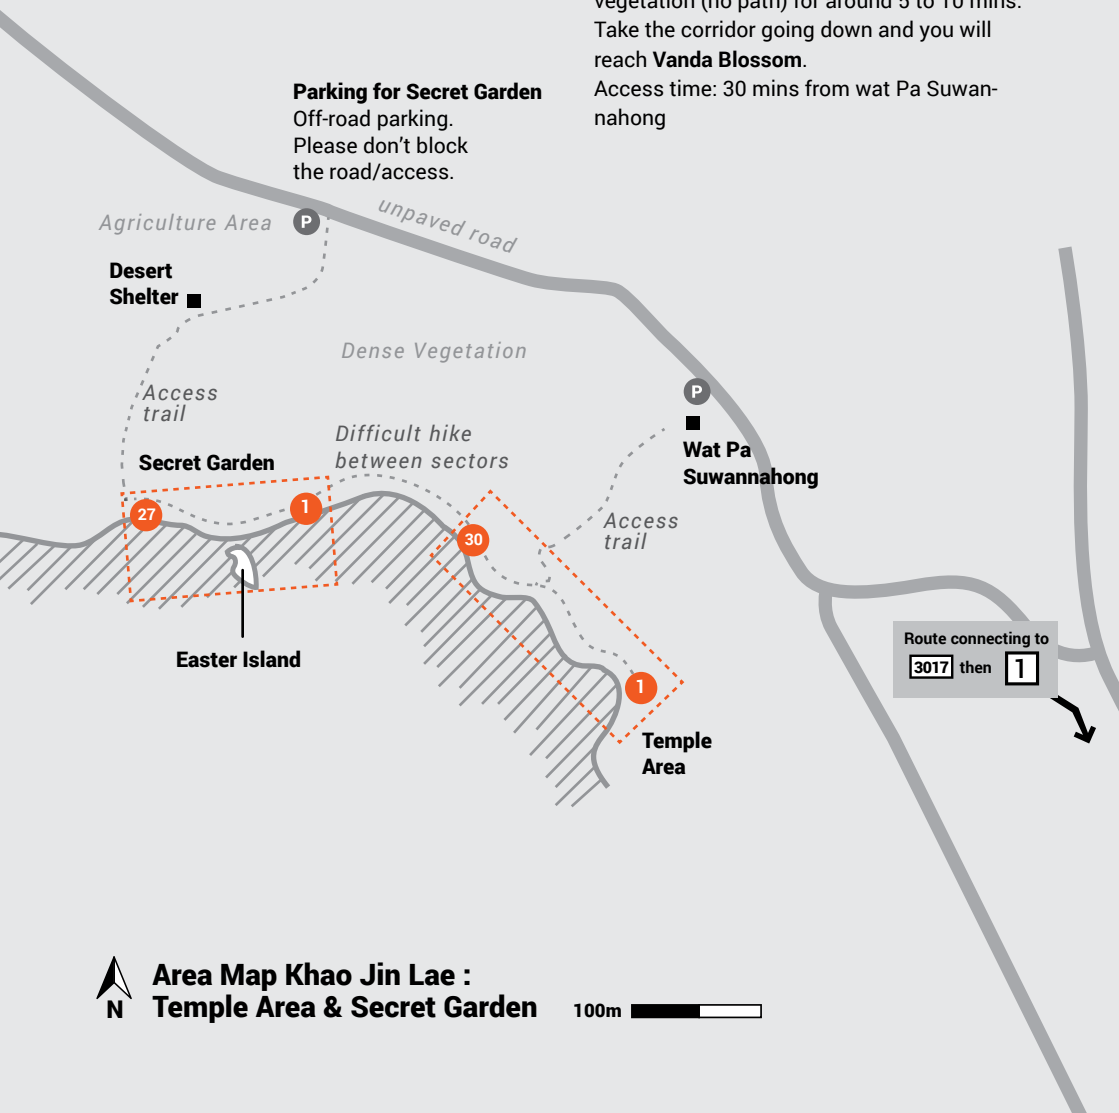 vegetation (no path) for around 5 to 10 mins.
Take the corridor going down and you will
reach Vanda Blossom.
Access time: 30 mins from wat Pa Suwan-
nahong
Parking for Secret Garden
Off-road parking.
Please don't block
the road/access.
P
unpaved road
Agriculture Area
Desert
Shelter
Dense Vegetation
P
Access
trail
Difficult hike
between sectors
Wat Pa
Suwannahong
Secret Garden
27
1
30
Access
trail
Easter Island
1
Route connecting to
3017 then 1
Temple
Area
N
Area Map Khao Jin Lae :
Temple Area & Secret Garden
100m